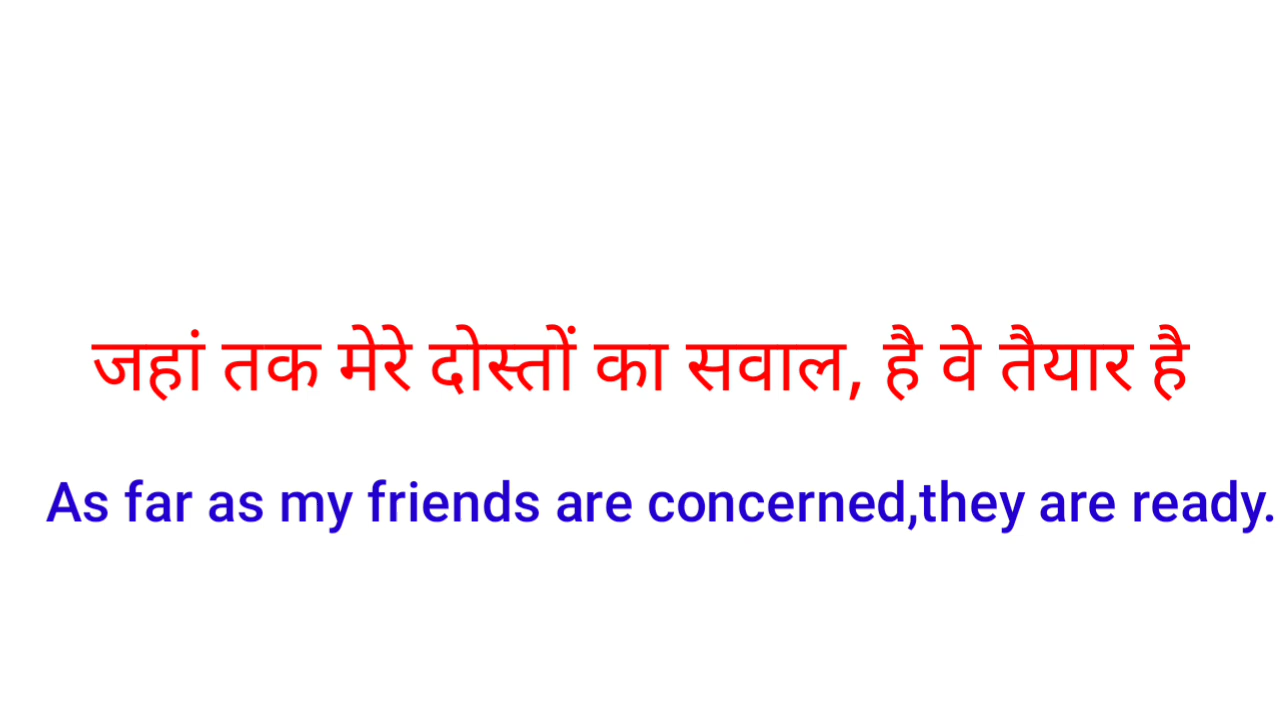 जहां तक मेरे दोस्तों का सवाल, है वे तैयार है
As far as my friends are concerned,they are ready.